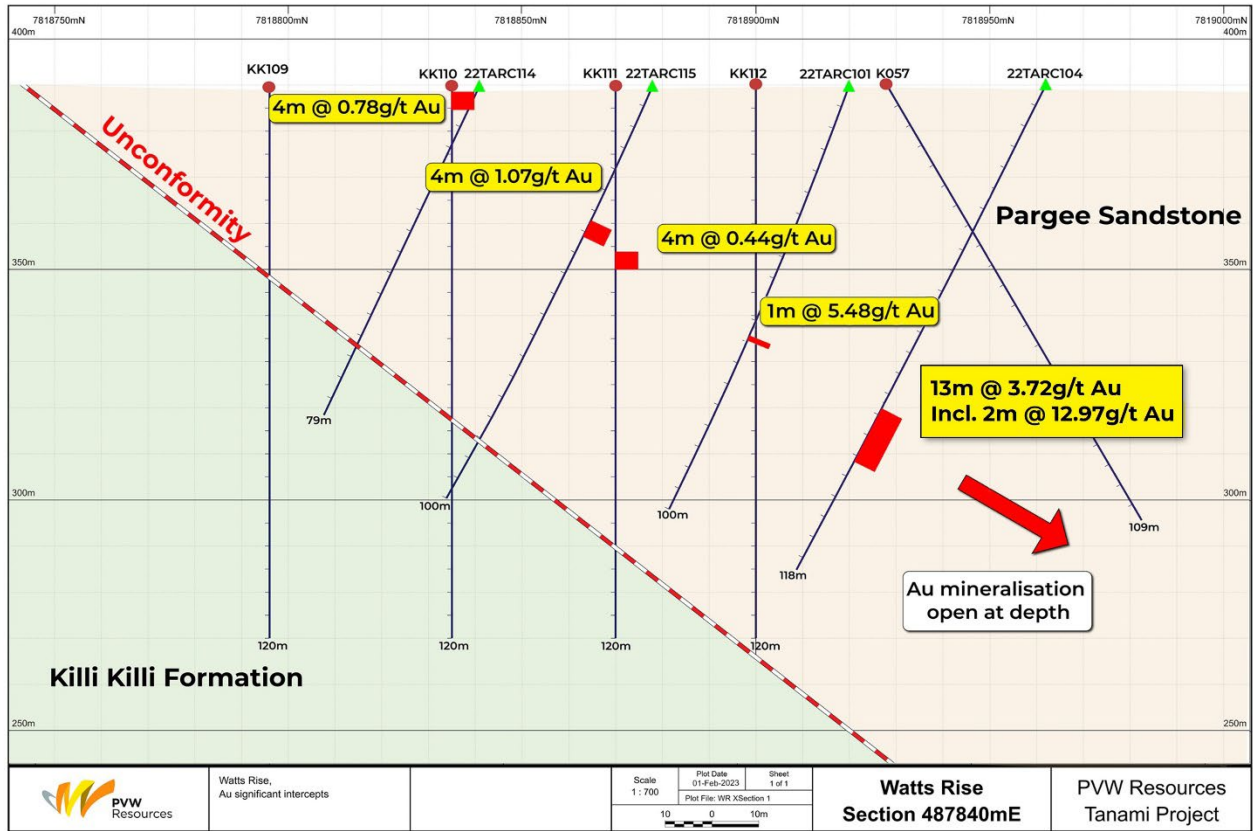 7818750mN
7818800mN
7818850mN
7818900mN
7818950mN
7819000mN
400m
400m
KK109
KK110
22TARC114
KK111
22TARC115
KK112
22TARC101
K057
22TARC104
4m @ 0.78g/t Au
Unconformity
4m @ 1.07g/t Au
Pargee Sandstone
4m @ 0.44g/t Au
350m
350m
1m @ 5.48g/t Au
13m @ 3.72g/t Au
Incl. 2m @ 12.97g/t Au
79m
300m
300m
100m
100m
109m
118m
Au mineralisation
open at depth
120m
120m
120m
120m
Killi Killi Formation
250m
250m
PVW
Resources
Watts Rise,
Au significant intercepts
Scale
1 : 700
Plot Date
01-Feb-2023
Sheet
1 of 1
Plot File: WR XSection 1
10 0 10m
Watts Rise
Section 487840mE
PVW Resources
Tanami Project